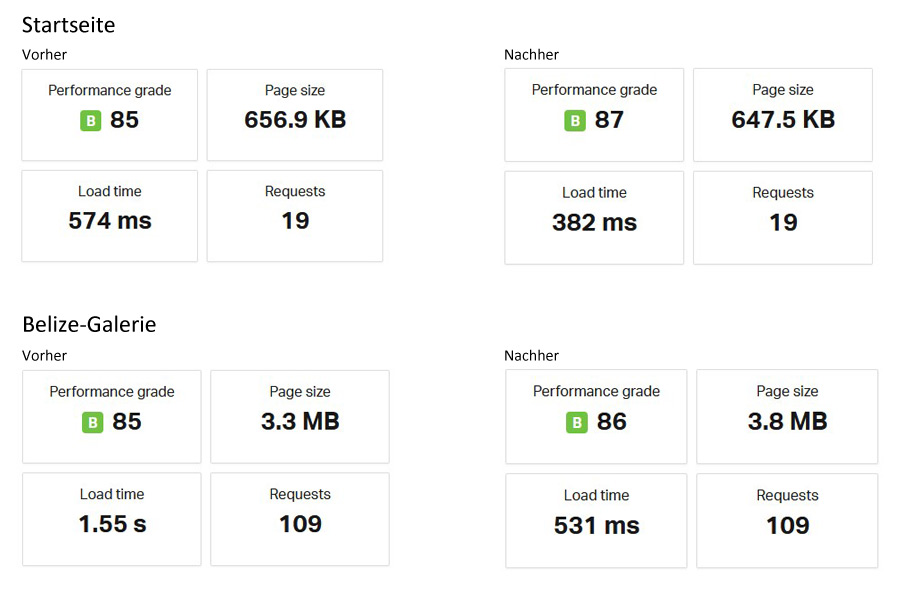 Startseite
Vorher
Performance grade
B 85
Page size
656.9 KB
Load time
574 ms
Requests
19
Nachher
Performance grade
B 87
Page size
647.5 KB
Load time
382 ms
Requests
19
Belize-Galerie
Vorher
Performance grade
B 85
Page size
3.3 MB
Load time
1.55 s
Requests
109
Nachher
Performance grade
B 86
Page size
3.8 MB
Load time
531 ms
Requests
109